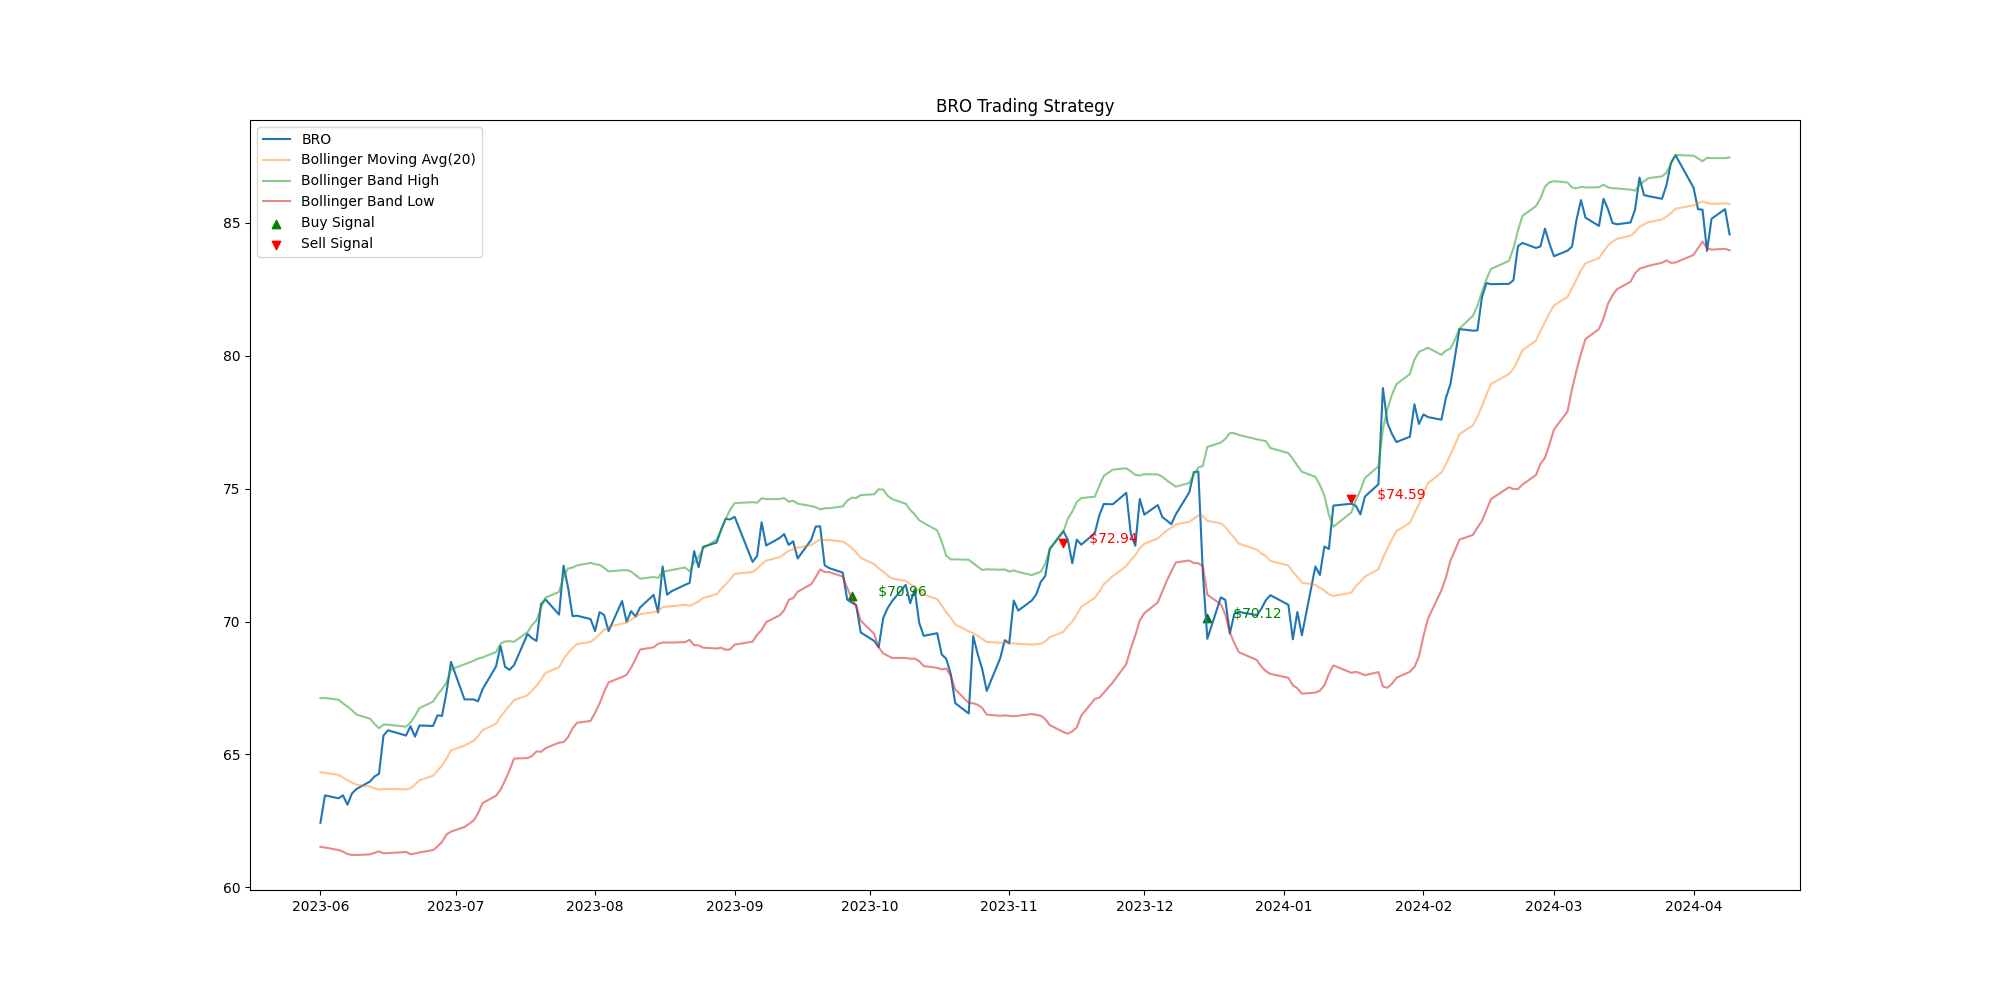 BRO Trading Strategy
BRO
Bollinger Moving Avg(20)
Bollinger Band High
Bollinger Band Low
Buy Signal
Sell Signal
85
80
75
70
65
60
$70.96
$72.94
$70.12
$74.59
2023-06 2023-07 2023-08 2023-09 2023-10 2023-11 2023-12 2024-01 2024-02 2024-03 2024-04